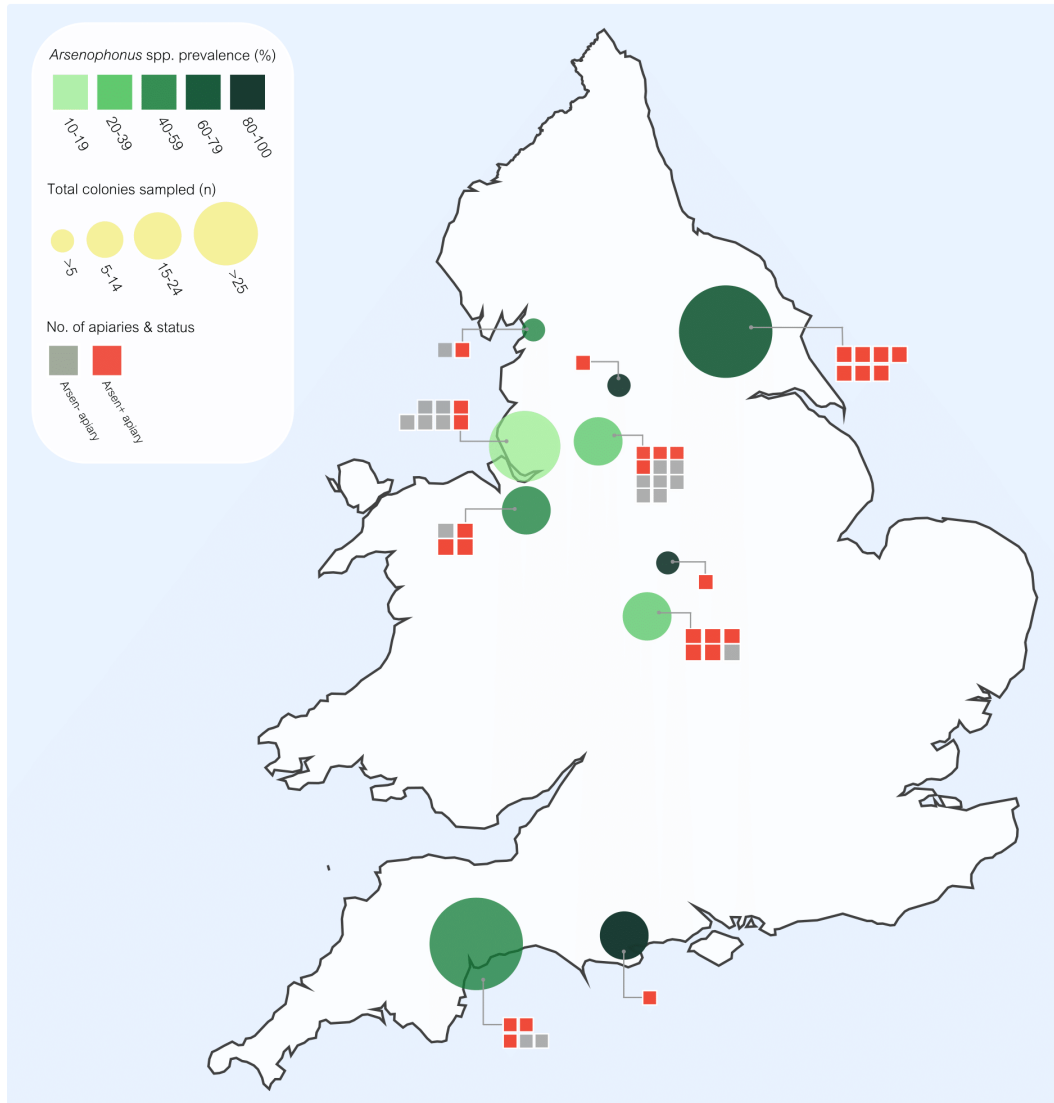 Arsenophonus spp. prevalence (%)
10-19
20-39
40-59
60-79
80-100
Total colonies sampled (n)
>5
5-14
15-24
>25
No. of apiaries & status
Arsen- apiary
Arsen+ apiary